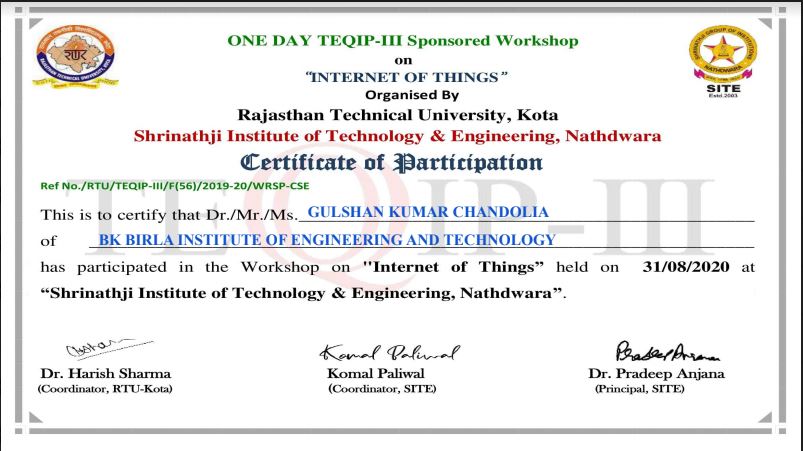 ONE DAY TEQIP-III Sponsored Workshop
on
"INTERNET OF THINGS"
Organised By
Rajasthan Technical University, Kota
Shrinathji Institute of Technology & Engineering, Nathdwara
Certificate of Participation
Ref No./RTU/TEQIP-III/F(56)/2019-20/WRSP-CSE
This is to certify that Dr./Mr./Ms. GULSHAN KUMAR CHANDOLIA
of BK BIRLA INSTITUTE OF ENGINEERING AND TECHNOLOGY
has participated in the Workshop on "Internet of Things” held on 31/08/2020 at
“Shrinathji Institute of Technology & Engineering, Nathdwara”.
TEQIP-III
SITE
Estd.2003
Komal Paliwal
Pradeep Anjana
Dr. Harish Sharma
Komal Paliwal
Dr. Pradeep Anjana
(Coordinator, RTU-Kota)
(Coordinator, SITE)
(Principal, SITE)